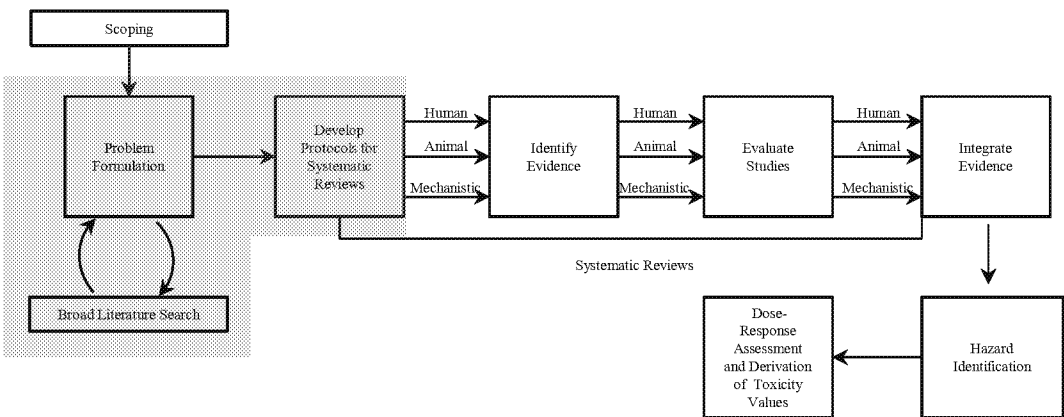 Scoping
Problem
Formulation
Broad Literature Search
Develop
Protocols for
Systematic
Reviews
Human
Animal
Mechanistic
Identify
Evidence
Human
Animal
Mechanistic
Evaluate
Studies
Human
Animal
Mechanistic
Integrate
Evidence
Systematic Reviews
Hazard
Identification
Dose-
Response
Assessment
and Derivation
of Toxicity
Values